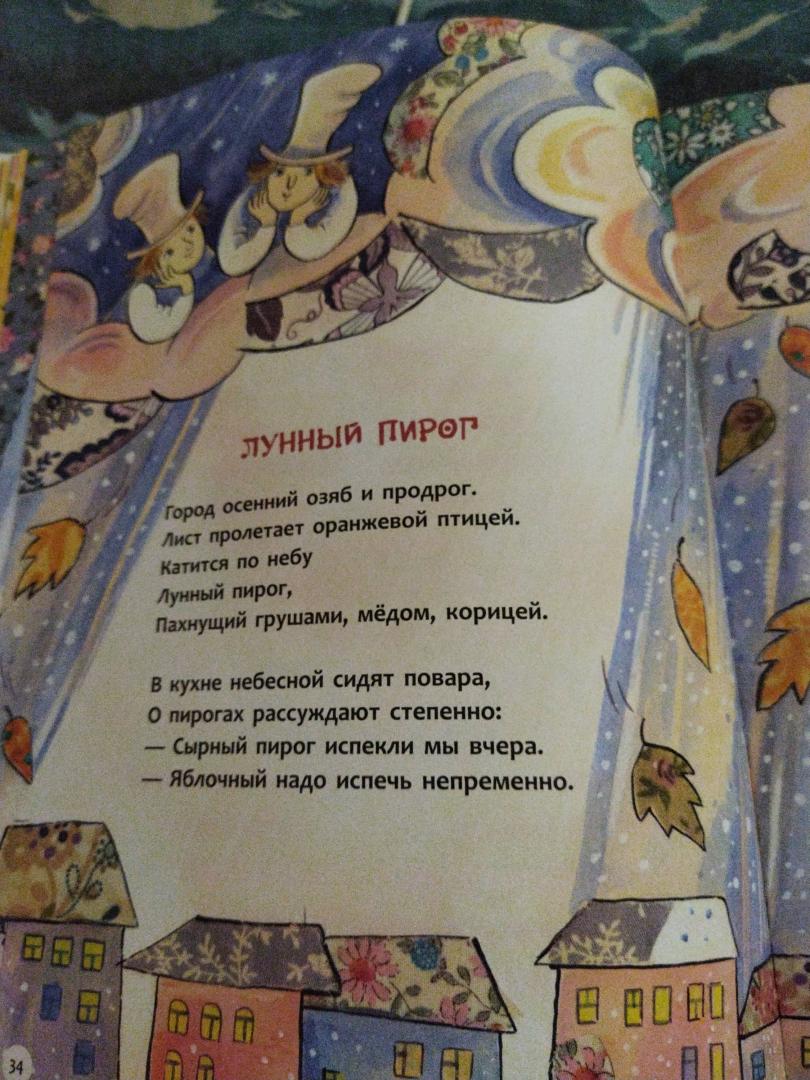 ЛУННЫЙ ПИРОГ
Город осенний озяб и продрог.
Лист пролетает оранжевой птицей.
Катится по небу
Лунный пирог,
Пахнущий грушами, мёдом, корицей.
В кухне небесной сидят повара,
О пирогах рассуждают степенно:
— Сырный пирог испекли мы вчера.
— Яблочный надо испечь непременно.
34